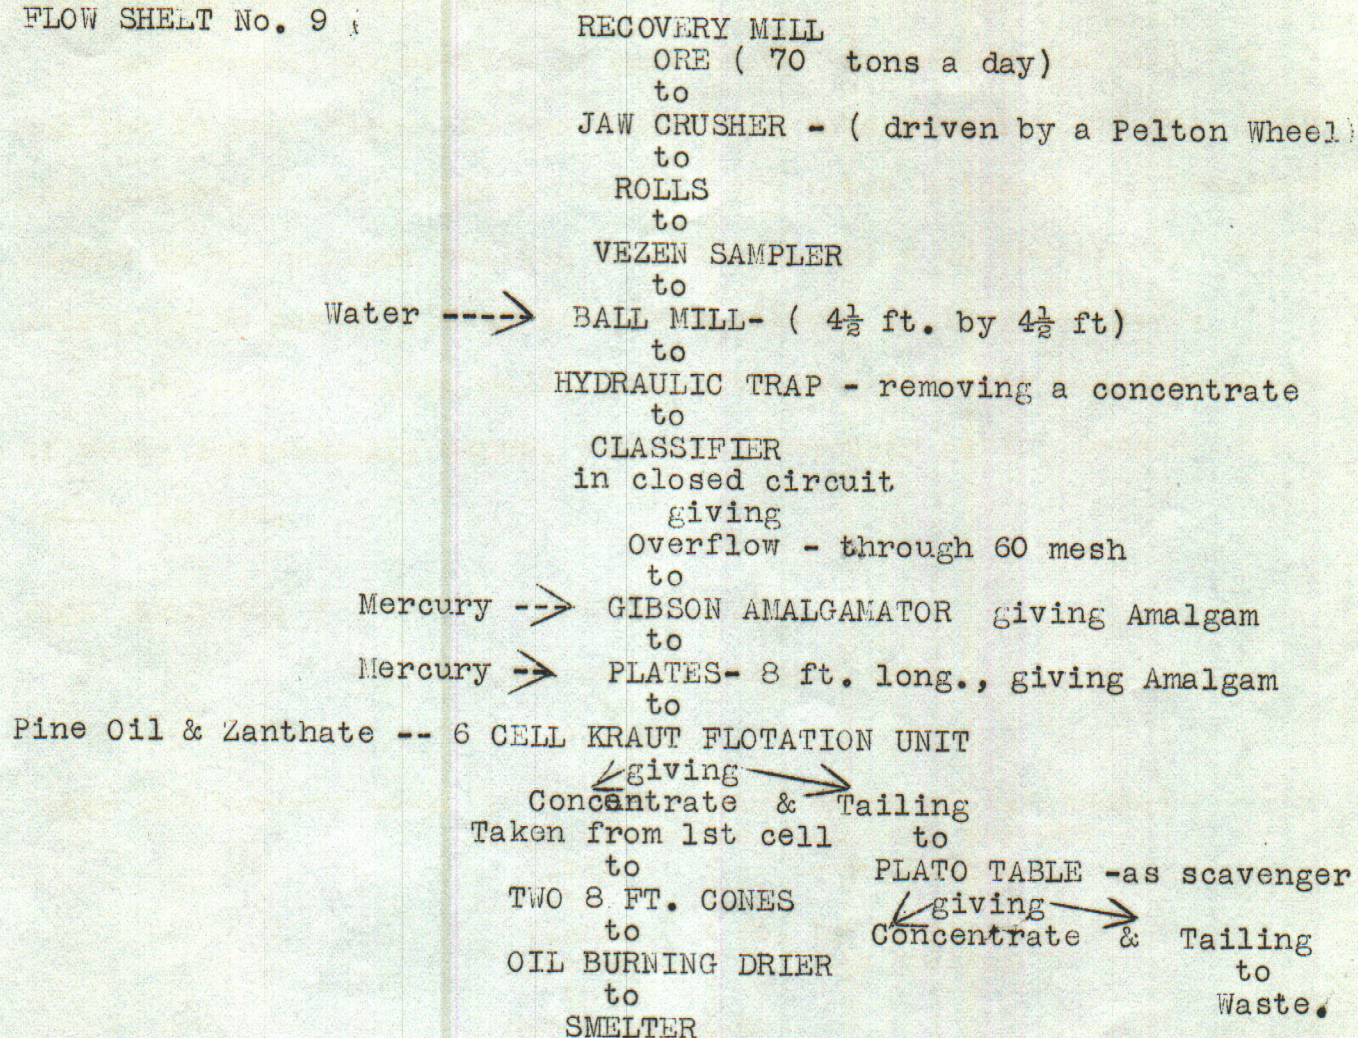 FLOW SHEET No. 9
RECOVERY MILL
ORE ( 70 tons a day)
to
JAW CRUSHER - ( driven by a Pelton Wheel)
to
ROLLS
to
VEZEN SAMPLER
to
Water ----> BALL MILL- ( 4½ ft. by 4½ ft)
to
HYDRAULIC TRAP - removing a concentrate
to
CLASSIFIER
in closed circuit
giving
Overflow - through 60 mesh
to
Mercury --> GIBSON AMALGAMATOR giving Amalgam
to
Mercury --> PLATES- 8 ft. long., giving Amalgam
to
Pine Oil & Zanthate -- 6 CELL KRAUT FLOTATION UNIT
giving
Concentrate & Tailing
Taken from 1st cell to
to PLATO TABLE -as scavenger
TWO 8 FT. CONES giving
to Concentrate & Tailing
OIL BURNING DRIER to
to Waste.
SMELTER